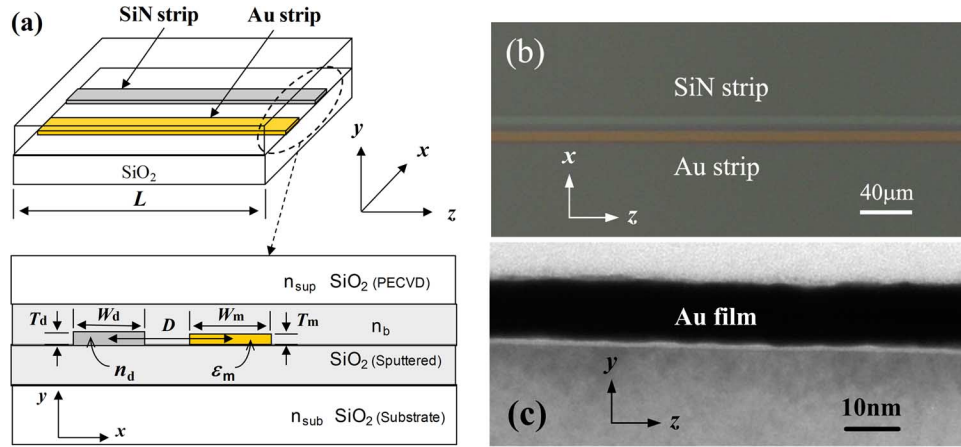 (a)
SiN strip
Au strip
SiO2
L
y
x
z
nsup SiO2 (PECVD)
Td
Wd
D
Wm
Tm
nb
nd
εm
SiO2 (Sputtered)
y
x
nsub SiO2 (Substrate)
(b)
SiN strip
Au strip
x
z
40μm
Au film
y
z
(c)
10nm